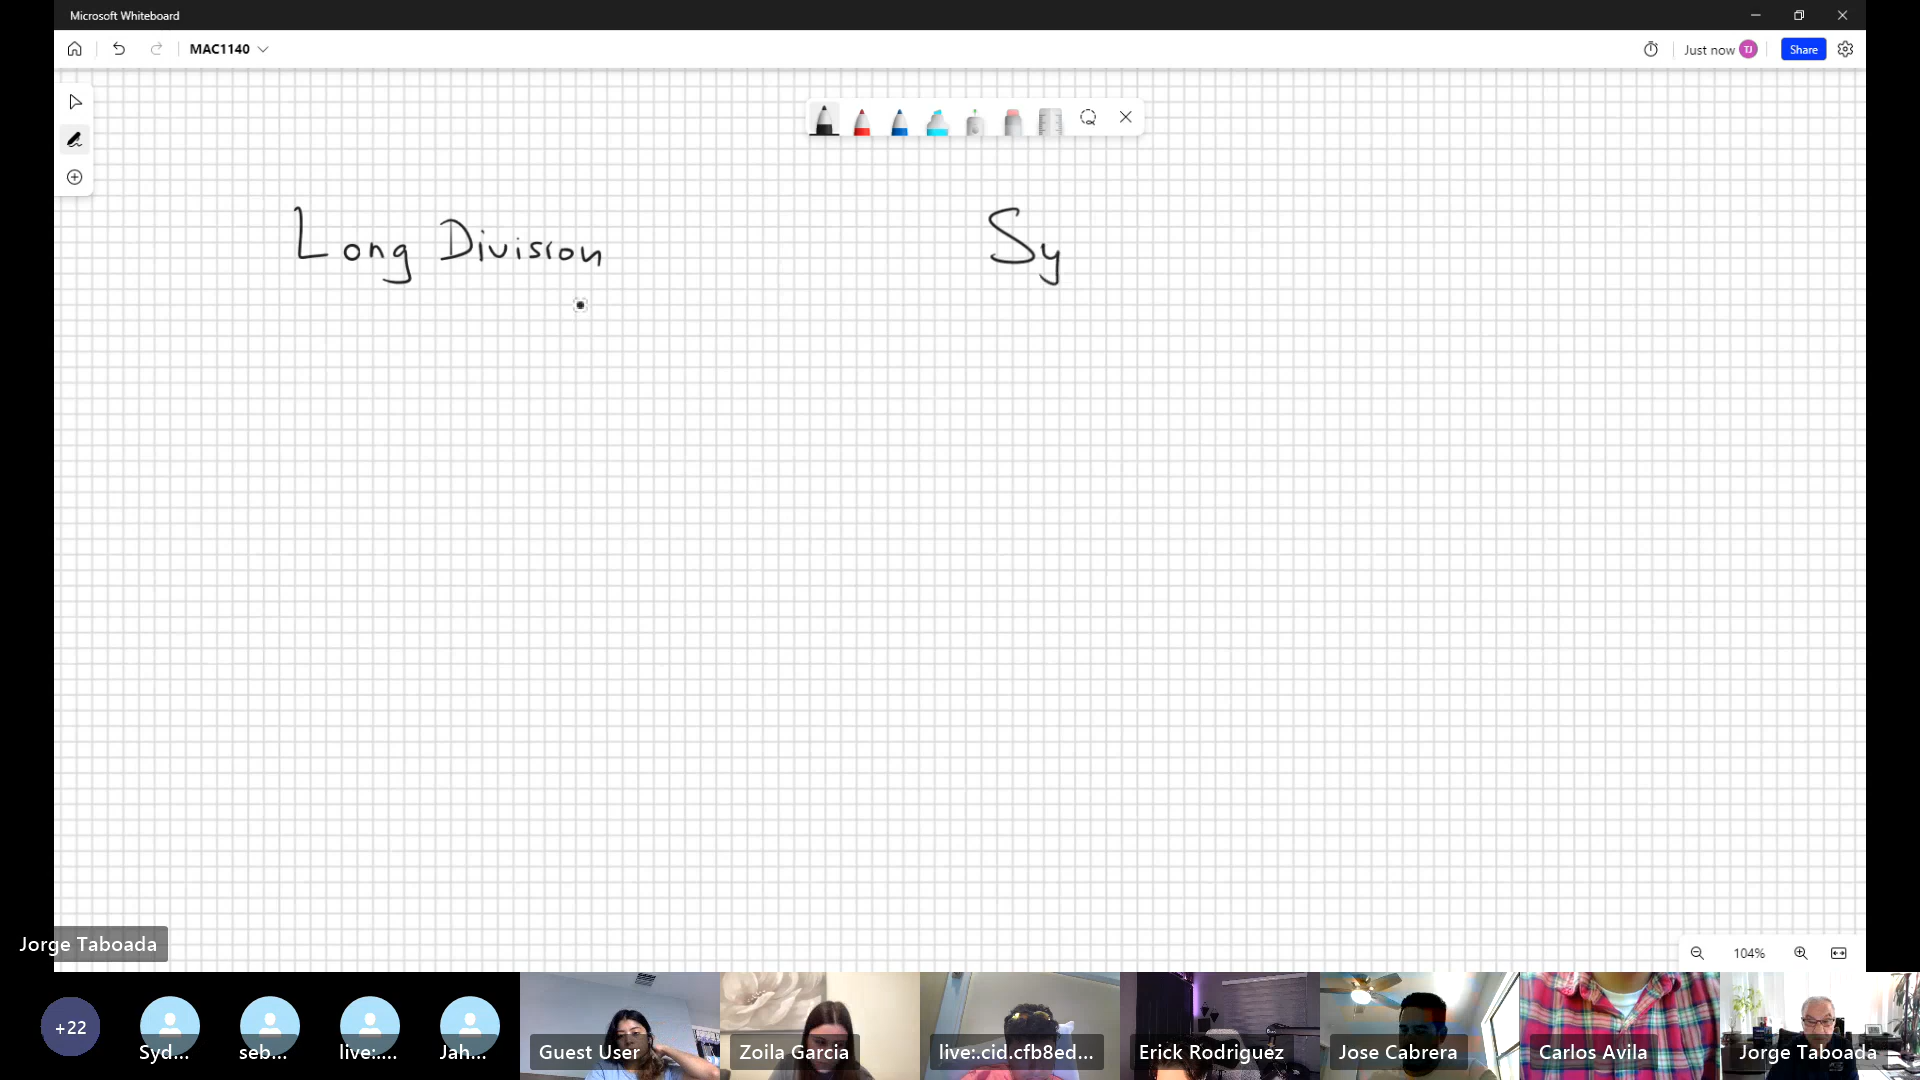 Microsoft Whiteboard
MAC1140
Just now TJ Share
Long Division Sy
Jorge Taboada
104%
+22 Syd... seb... live:.... Jah... Guest User Zoila Garcia live:.cid.cfb8ed... Erick Rodriguez Jose Cabrera Carlos Avila Jorge Taboada